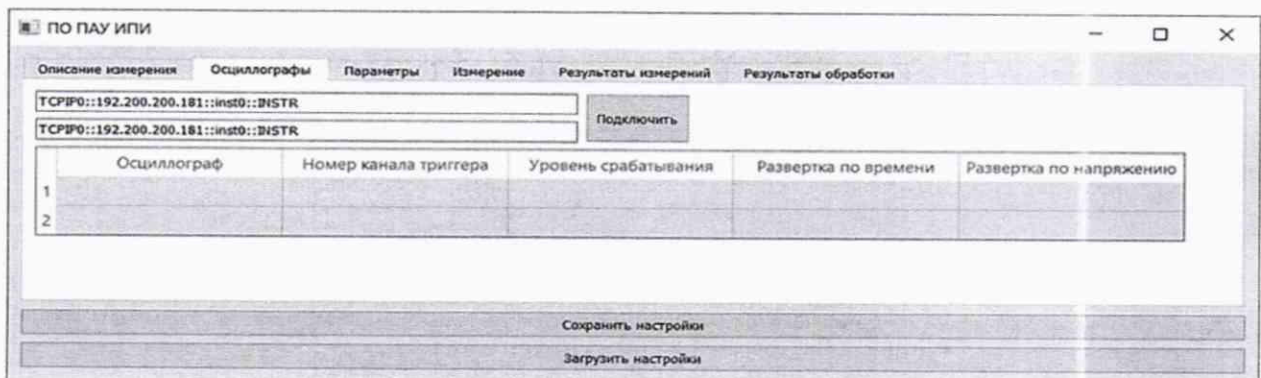 ПО ПАУ ИПИ
Описание измерения Осциллографы Параметры Измерение Результаты измерений Результаты обработки
TCPIP0::192.200.200.181::inst0::INSTR
Подключить
TCPIP0::192.200.200.181::inst0::INSTR
Осциллограф Номер канала триггера Уровень срабатывания Развертка по времени Развертка по напряжению
1
2
Сохранить настройки
Загрузить настройки